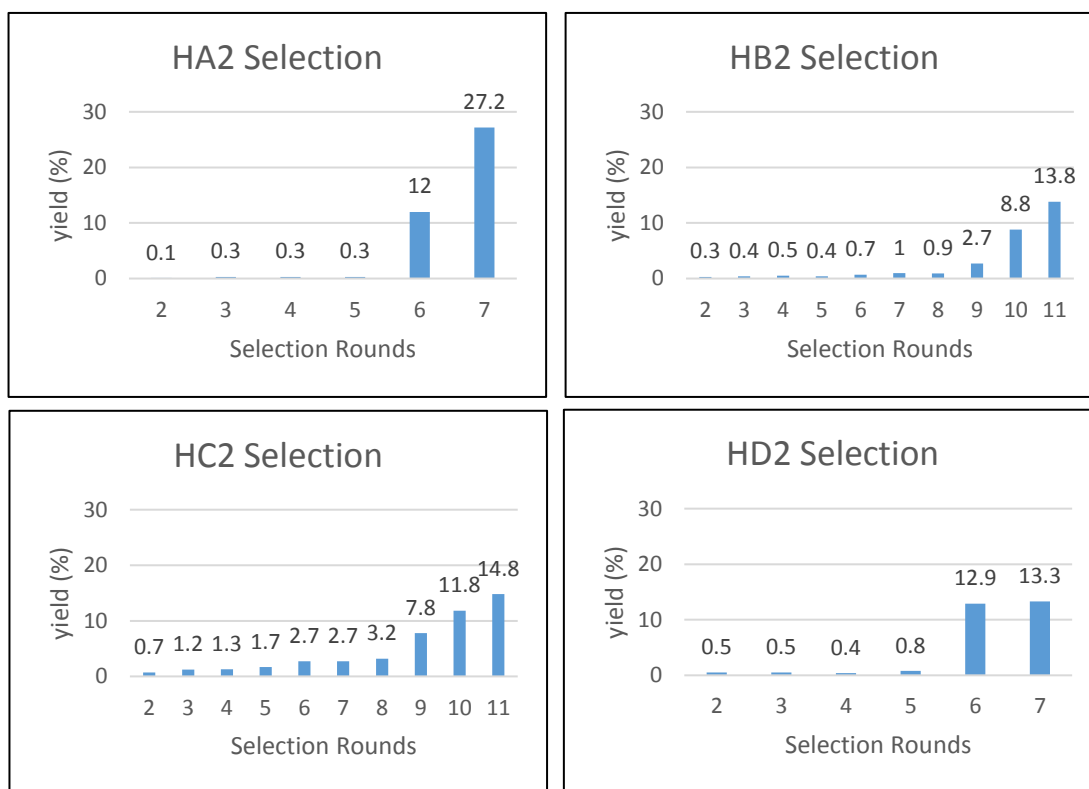 HA2 Selection
27.2
30
20
12
10
0.1 0.3 0.3 0.3
0
2 3 4 5 6 7
yield (%)
Selection Rounds
HB2 Selection
30
20
13.8
8.8
10
0.3 0.4 0.5 0.4 0.7 1 0.9 2.7
0
2 3 4 5 6 7 8 9 10 11
yield (%)
Selection Rounds
HC2 Selection
30
20
14.8
11.8
7.8
10
0.7 1.2 1.3 1.7 2.7 2.7 3.2
0
2 3 4 5 6 7 8 9 10 11
yield (%)
Selection Rounds
HD2 Selection
30
20
12.9 13.3
10
0.5 0.5 0.4 0.8
0
2 3 4 5 6 7
yield (%)
Selection Rounds